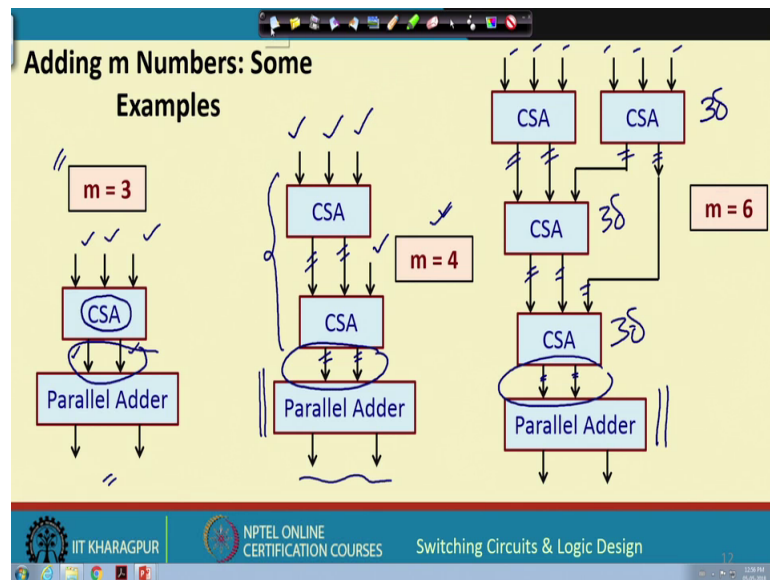 Adding m Numbers: Some
Examples
m = 3
CSA
Parallel Adder
CSA
m = 4
CSA
Parallel Adder
CSA
CSA
3δ
CSA
3δ
m = 6
CSA
3δ
Parallel Adder
IIT KHARAGPUR
NPTEL ONLINE
CERTIFICATION COURSES
Switching Circuits & Logic Design
12